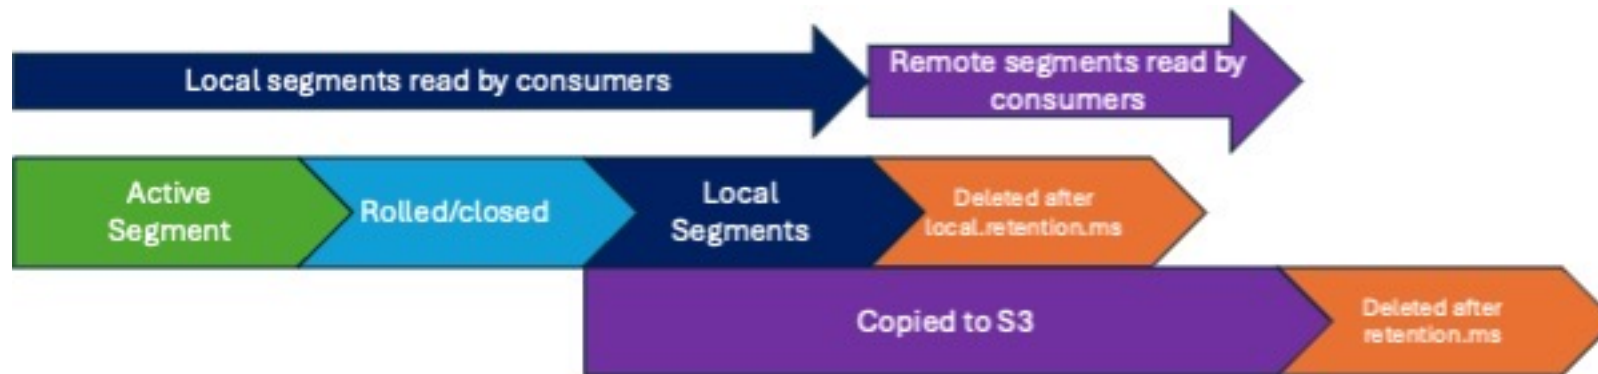 Local segments read by consumers
Remote segments read by
consumers
Active
Segment
Rolled/closed
Local
Segments
Deleted after
local.retention.ms
Copied to S3
Deleted after
retention.ms